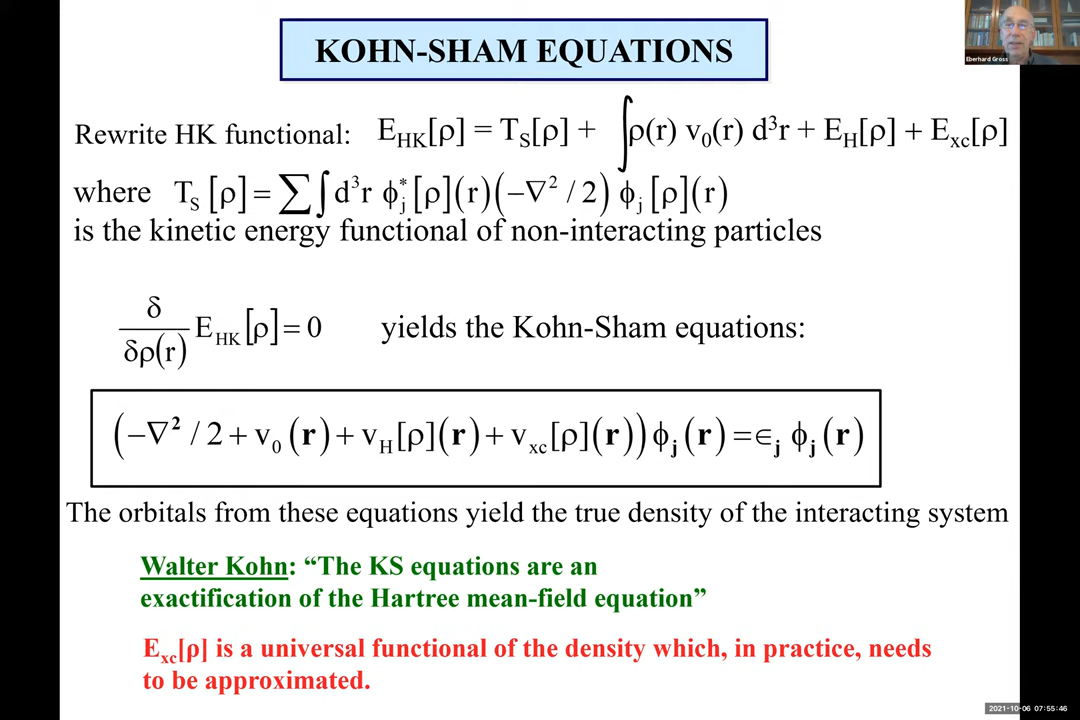 KOHN-SHAM EQUATIONS
Eberhard Gross
Rewrite HK functional: E_HK[ρ] = T_S[ρ] + ∫ρ(r) v₀(r) d³r + E_H[ρ] + E_xc[ρ]
where T_S [ρ] = ∑∫ d³r ϕ*_j [ρ](r)(−∇² / 2) ϕ_j [ρ](r)
is the kinetic energy functional of non-interacting particles
δ/δρ(r) E_HK [ρ] = 0 yields the Kohn-Sham equations:
(−∇² / 2 + v₀ (r) + v_H[ρ](r) + v_xc[ρ](r)) ϕ_j (r) = ∈_j ϕ_j (r)
The orbitals from these equations yield the true density of the interacting system
Walter Kohn: “The KS equations are an
exactification of the Hartree mean-field equation”
E_xc[ρ] is a universal functional of the density which, in practice, needs
to be approximated.
2021-10-06 07:55:46